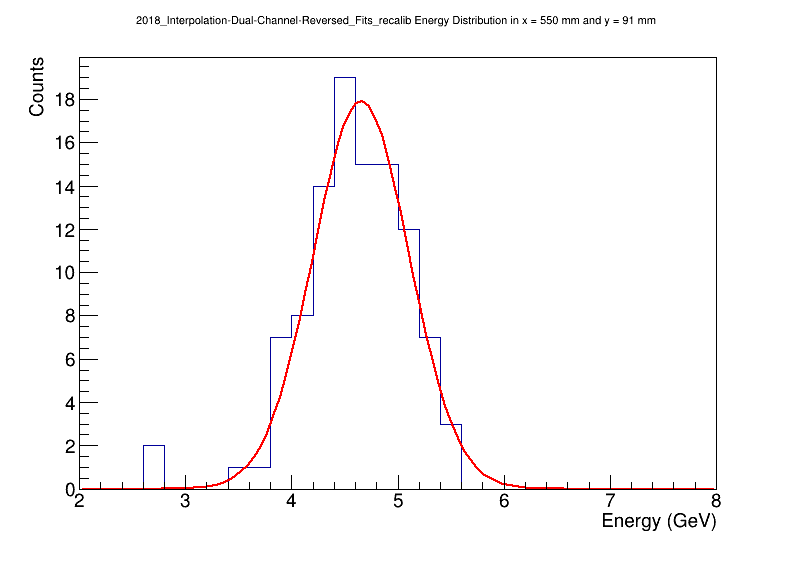 2018_Interpolation-Dual-Channel-Reversed_Fits_recalib Energy Distribution in x = 550 mm and y = 91 mm
Counts
18
16
14
12
10
8
6
4
2
0
2 3 4 5 6 7 8
Energy (GeV)